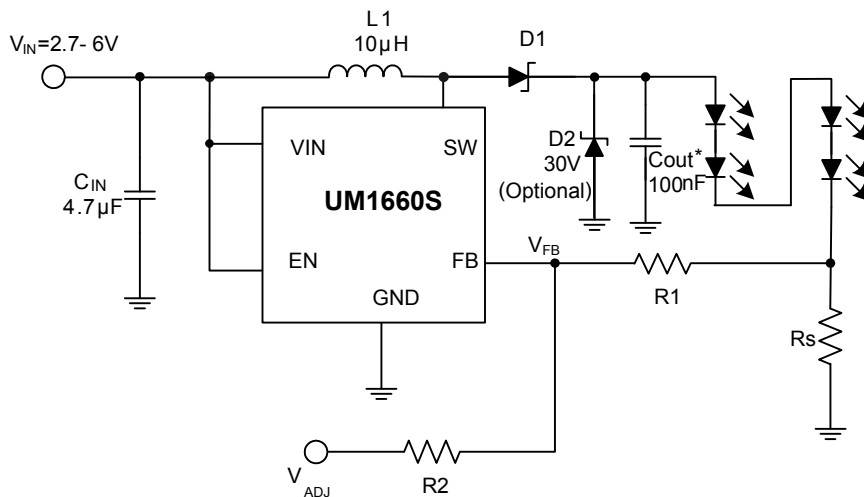 V_IN=2.7- 6V
L1
10μH
D1
VIN
SW
D2
30V
(Optional)
Cout*
100nF
C_IN
4.7μF
UM1660S
EN
FB
V_FB
GND
R1
Rs
V_ADJ
R2